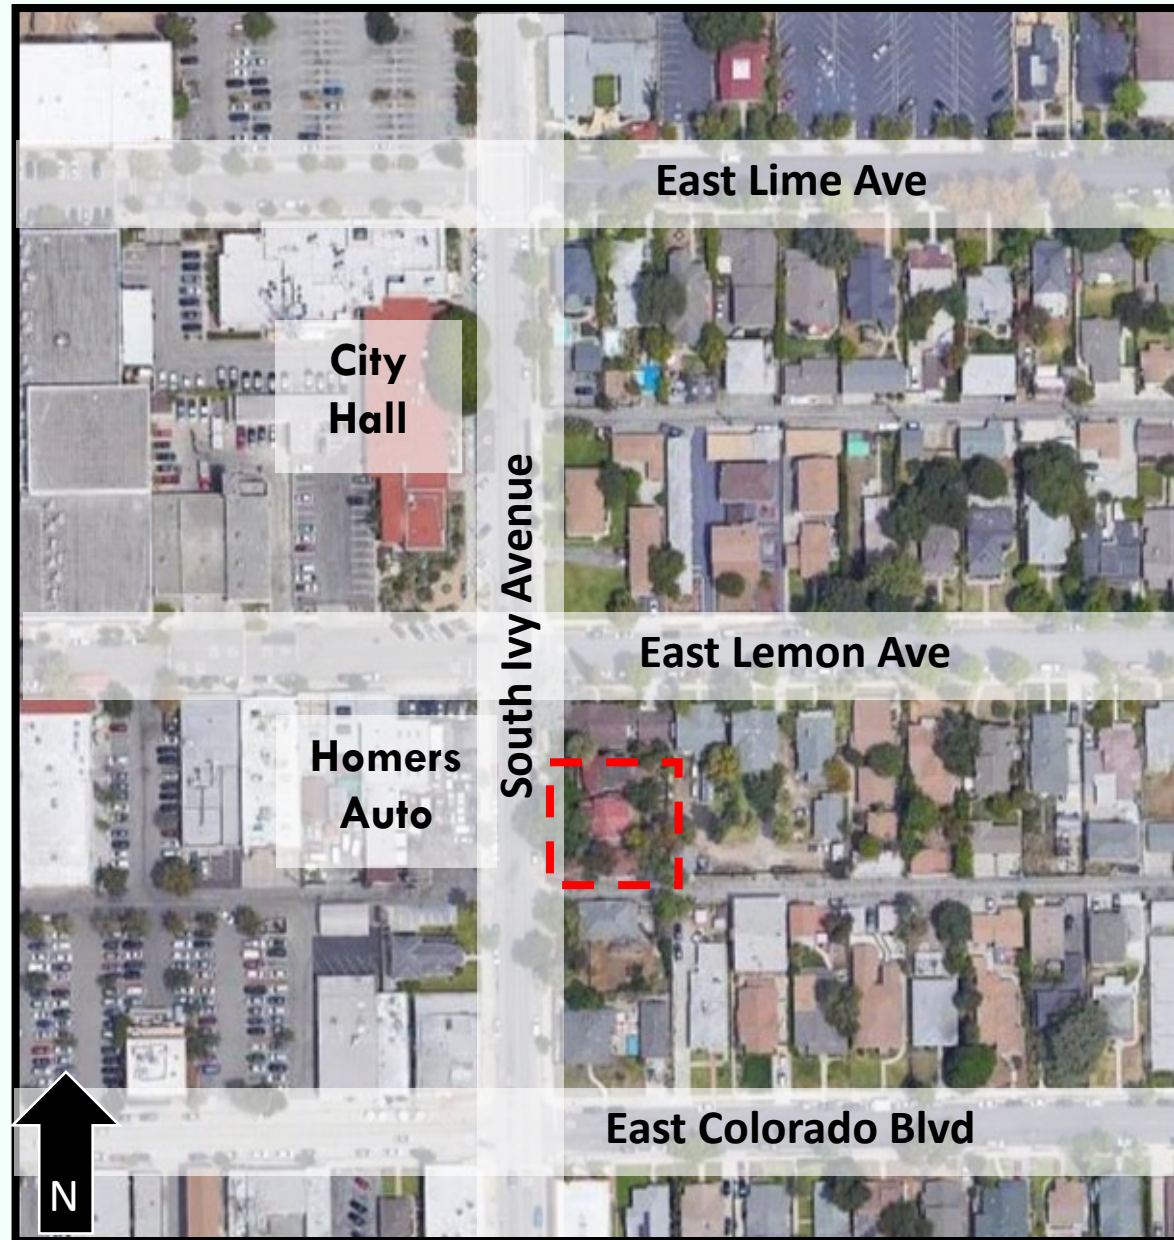 East Lime Ave
City
Hall
South Ivy Avenue
East Lemon Ave
Homers
Auto
East Colorado Blvd
N